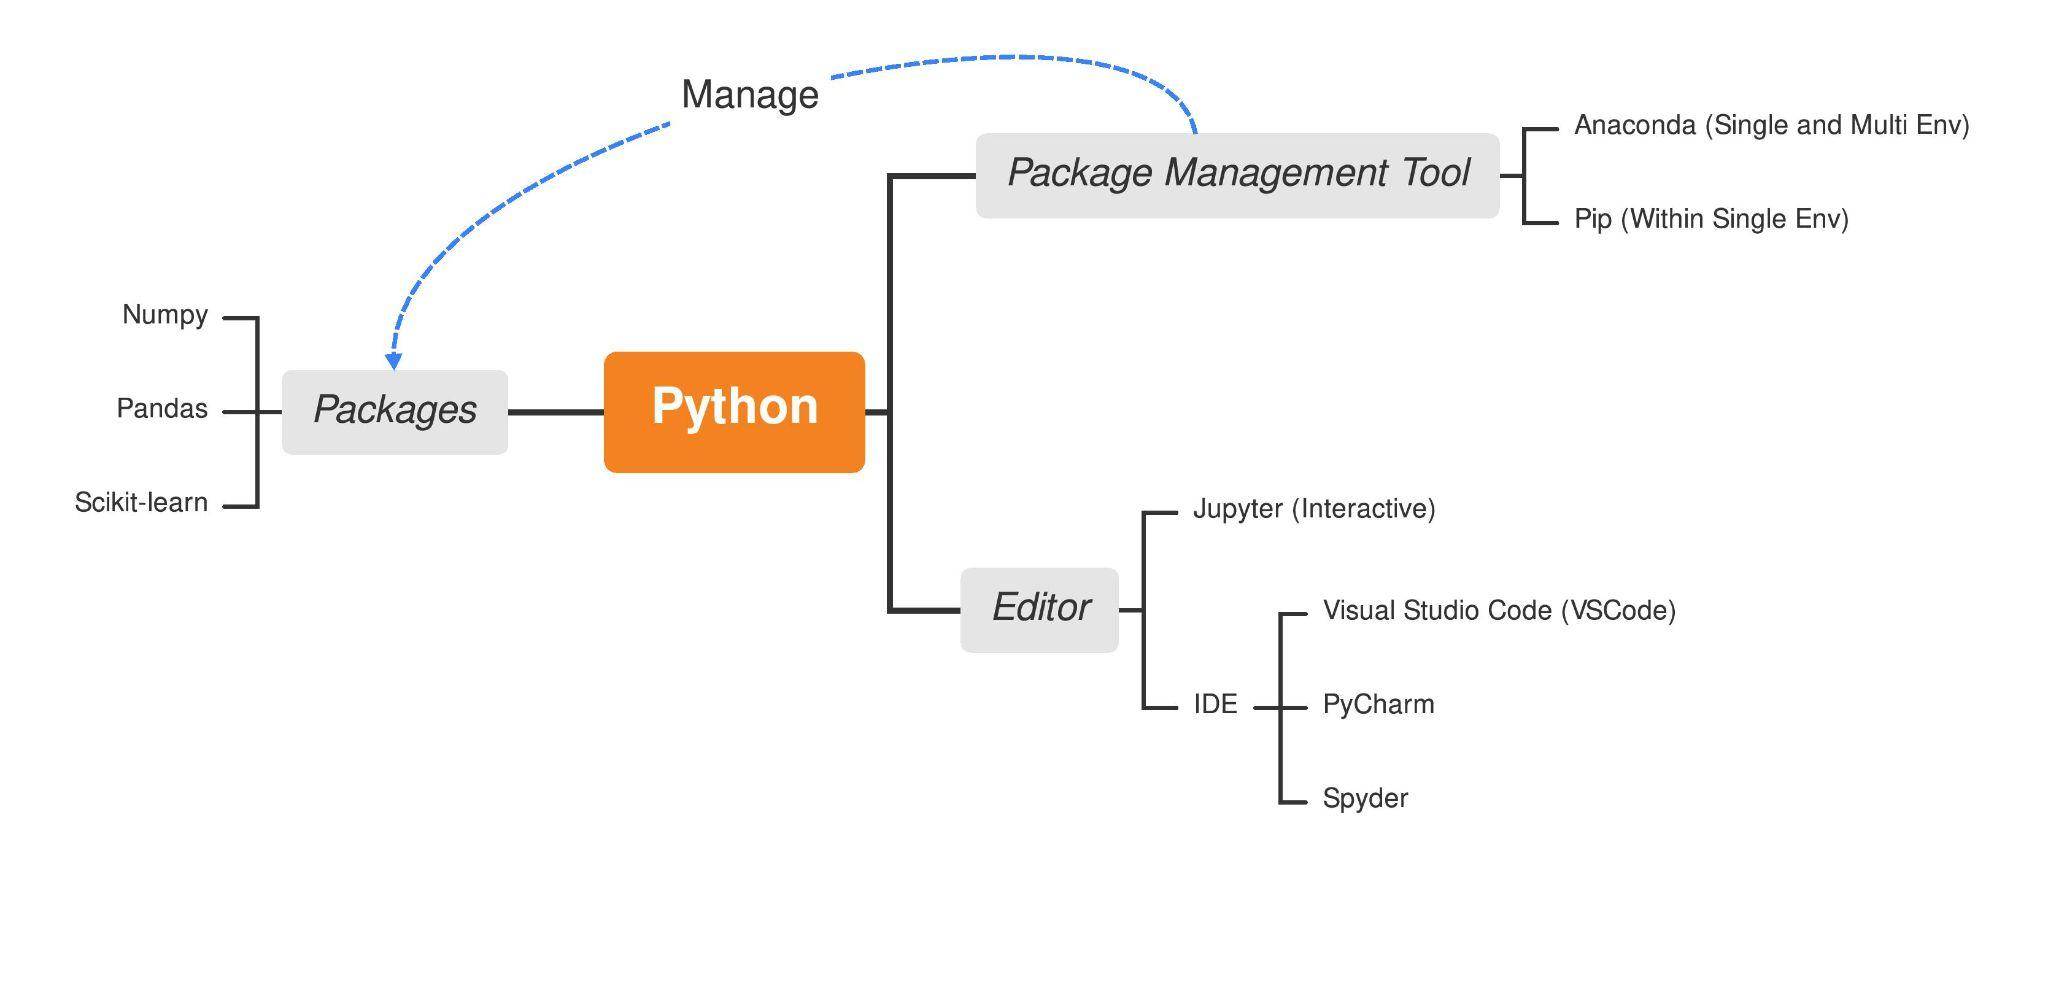 Manage
Package Management Tool
Anaconda (Single and Multi Env)
Pip (Within Single Env)
Numpy
Pandas
Scikit-learn
Packages
Python
Editor
Jupyter (Interactive)
IDE
Visual Studio Code (VSCode)
PyCharm
Spyder